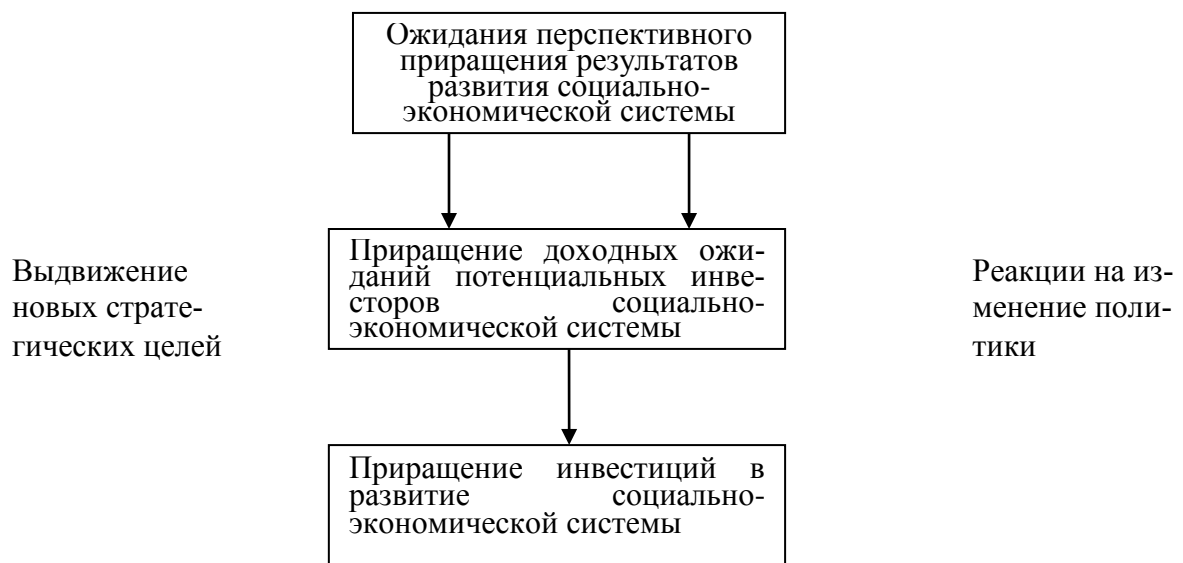 Ожидания перспективного
приращения результатов
развития социально-
экономической системы
Приращение доходных ожи-
даний потенциальных инве-
сторов социально-
экономической системы
Выдвижение
новых страте-
гических целей
Реакции на из-
менение поли-
тики
Приращение инвестиций в
развитие социально-
экономической системы